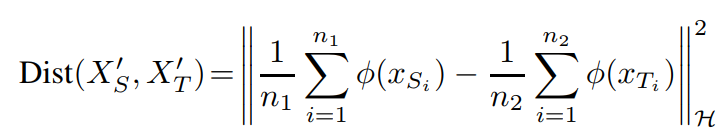 $$\text{Dist}(X'_S, X'_T) = \left\| \frac{1}{n_1} \sum_{i=1}^{n_1} \phi(x_{S_i}) - \frac{1}{n_2} \sum_{i=1}^{n_2} \phi(x_{T_i}) \right\|_{\mathcal{H}}^2$$